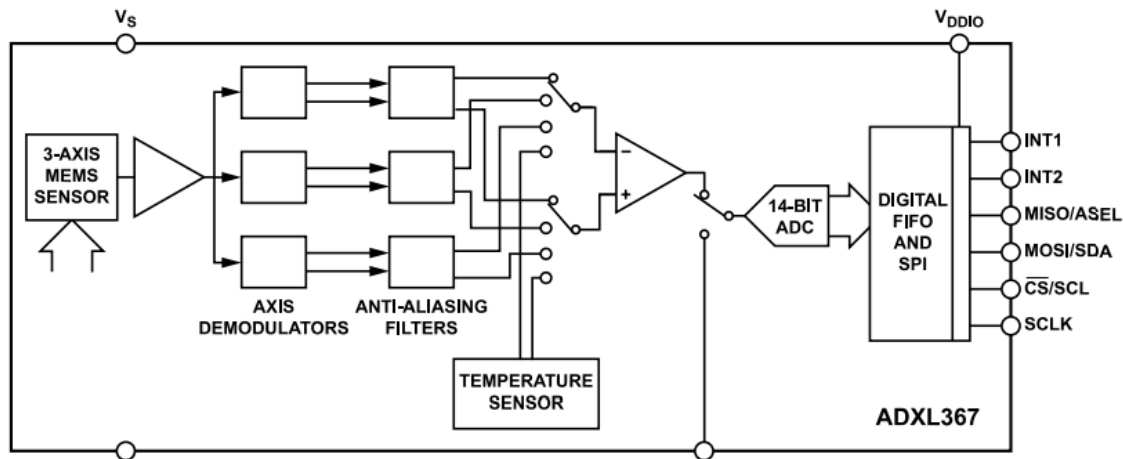 VS
VDDIO
3-AXIS
MEMS
SENSOR
AXIS
DEMODULATORS
ANTI-ALIASING
FILTERS
TEMPERATURE
SENSOR
−
+
14-BIT
ADC
DIGITAL
FIFO
AND
SPI
INT1
INT2
MISO/ASEL
MOSI/SDA
C̅S̅/SCL
SCLK
ADXL367